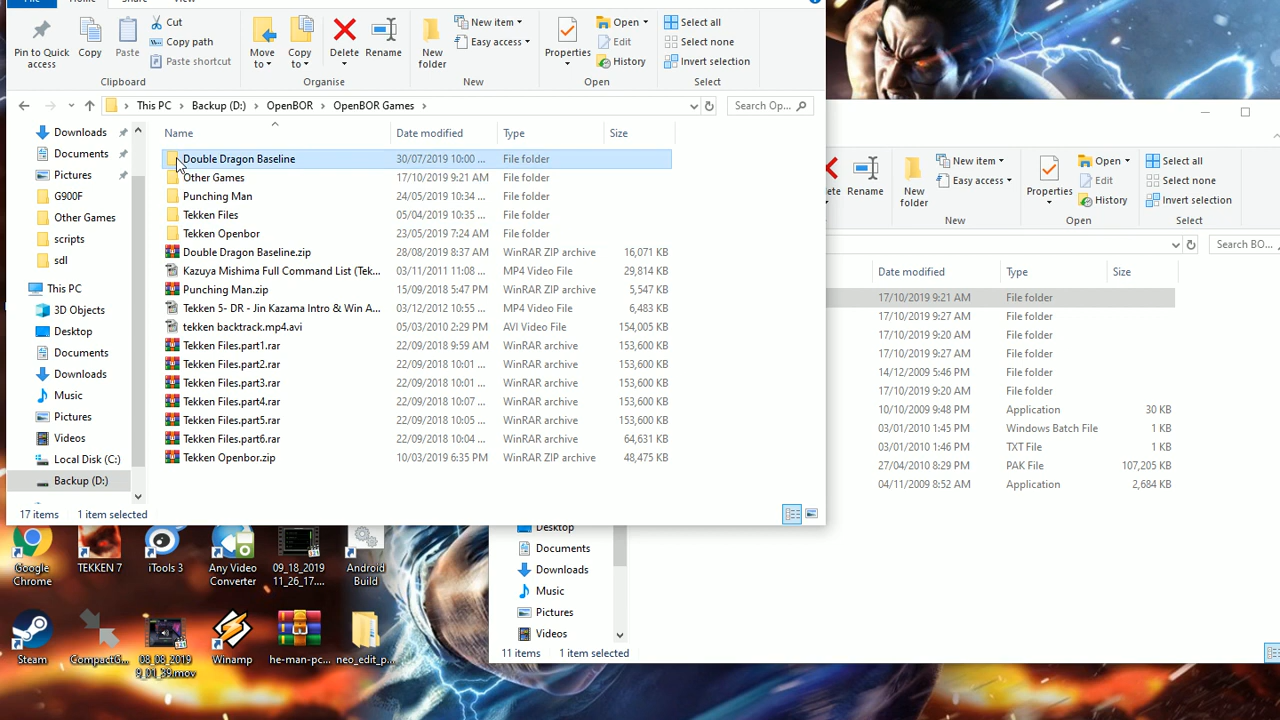 File Home Share View
Pin to Quick access
Copy
Paste
Cut
Copy path
Paste shortcut
Clipboard
Move to
Copy to
Delete
Rename
Organise
New folder
New item
Easy access
New
Properties
Open
Edit
History
Open
Select all
Select none
Invert selection
Select
This PC > Backup (D:) > OpenBOR > OpenBOR Games >
Search Op...
Downloads
Documents
Pictures
G900F
Other Games
scripts
sdl
This PC
3D Objects
Desktop
Documents
Downloads
Music
Pictures
Videos
Local Disk (C:)
Backup (D:)
Name Date modified Type Size
Double Dragon Baseline 30/07/2019 10:00 ... File folder
Other Games 17/10/2019 9:21 AM File folder
Punching Man 24/05/2019 10:34 ... File folder
Tekken Files 05/04/2019 10:35 ... File folder
Tekken Openbor 23/05/2019 7:24 AM File folder
Double Dragon Baseline.zip 28/08/2019 8:37 AM WinRAR ZIP archive 16,071 KB
Kazuya Mishima Full Command List (Tek... 03/11/2011 11:08 ... MP4 Video File 29,814 KB
Punching Man.zip 15/09/2018 5:47 PM WinRAR ZIP archive 5,547 KB
Tekken 5- DR - Jin Kazama Intro & Win A... 03/12/2012 10:55 ... MP4 Video File 6,483 KB
tekken backtrack.mp4.avi 05/03/2010 2:29 PM AVI Video File 154,005 KB
Tekken Files.part1.rar 22/09/2018 9:59 AM WinRAR archive 153,600 KB
Tekken Files.part2.rar 22/09/2018 10:01 ... WinRAR archive 153,600 KB
Tekken Files.part3.rar 22/09/2018 10:01 ... WinRAR archive 153,600 KB
Tekken Files.part4.rar 22/09/2018 10:07 ... WinRAR archive 153,600 KB
Tekken Files.part5.rar 22/09/2018 10:05 ... WinRAR archive 153,600 KB
Tekken Files.part6.rar 22/09/2018 10:04 ... WinRAR archive 64,631 KB
Tekken Openbor.zip 10/03/2019 6:35 PM WinRAR ZIP archive 48,475 KB
17 items 1 item selected
Rename
New folder
New item
Easy access
New
Properties
Open
Edit
History
Open
Select all
Select none
Invert selection
Select
Search BO...
Date modified Type Size
17/10/2019 9:21 AM File folder
17/10/2019 9:27 AM File folder
17/10/2019 9:20 AM File folder
17/10/2019 9:27 AM File folder
14/12/2009 5:46 PM File folder
17/10/2019 9:20 AM File folder
10/10/2009 9:48 PM Application 30 KB
03/01/2010 1:45 PM Windows Batch File 1 KB
03/01/2010 1:46 PM TXT File 1 KB
27/04/2010 8:29 PM PAK File 107,205 KB
04/11/2009 8:52 AM Application 2,684 KB
Desktop
Documents
Downloads
Music
Pictures
Videos
11 items 1 item selected
Google Chrome
TEKKEN 7
iTools 3
Any Video Converter
09_18_2019 11_26_17....
Android Build
Steam
CompactG...
08_08_2019 9_01_39.mov
Winamp
he-man-pc...
neo_edit_p...